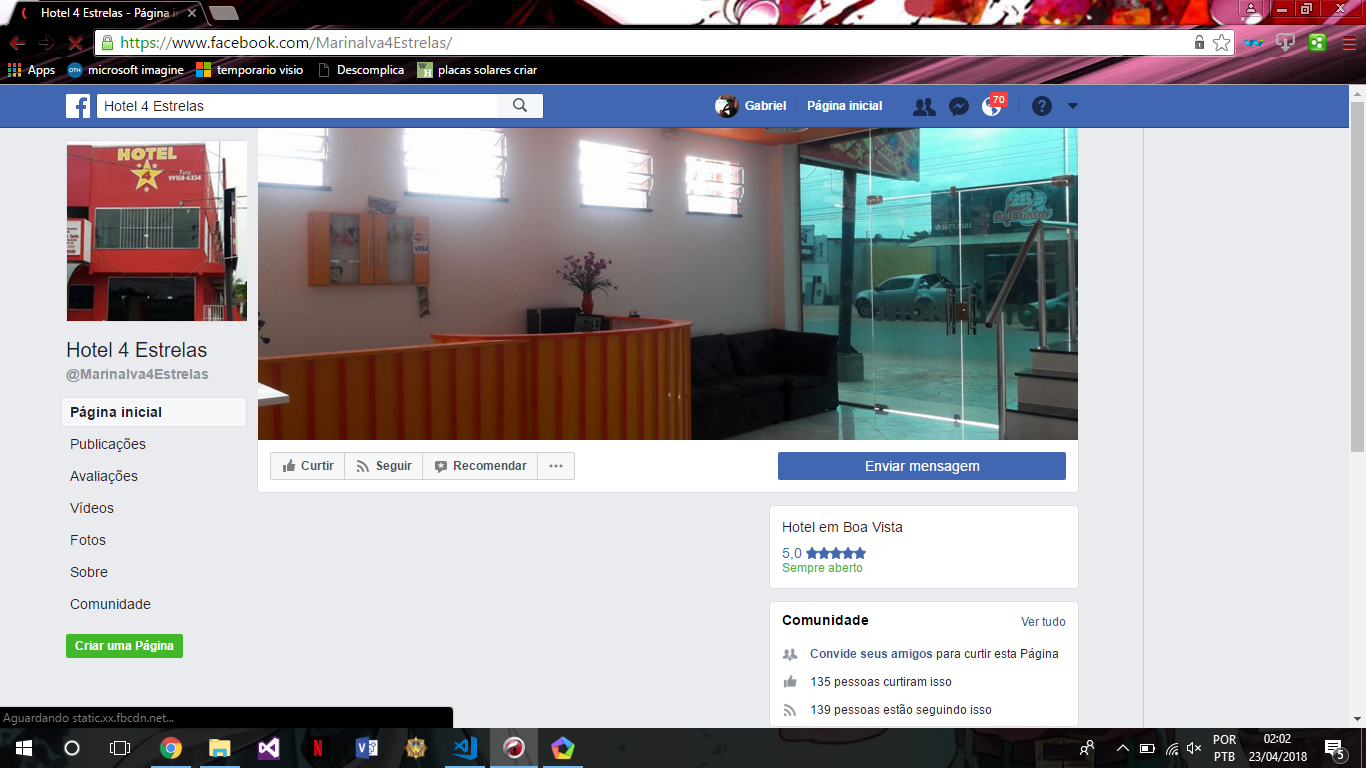 Hotel 4 Estrelas - Página i
https://www.facebook.com/Marinalva4Estrelas/
Apps
microsoft imagine
temporario visio
Descomplica
placas solares criar
Hotel 4 Estrelas
Gabriel
Página inicial
70
HOTEL
4
99158-6334
VISA
Hotel 4 Estrelas
@Marinalva4Estrelas
Página inicial
Publicações
Avaliações
Vídeos
Fotos
Sobre
Comunidade
Criar uma Página
Curtir
Seguir
Recomendar
Enviar mensagem
Hotel em Boa Vista
5,0
Sempre aberto
Comunidade
Ver tudo
Convide seus amigos para curtir esta Página
135 pessoas curtiram isso
139 pessoas estão seguindo isso
Aguardando static.xx.fbcdn.net...
POR
PTB
02:02
23/04/2018
5